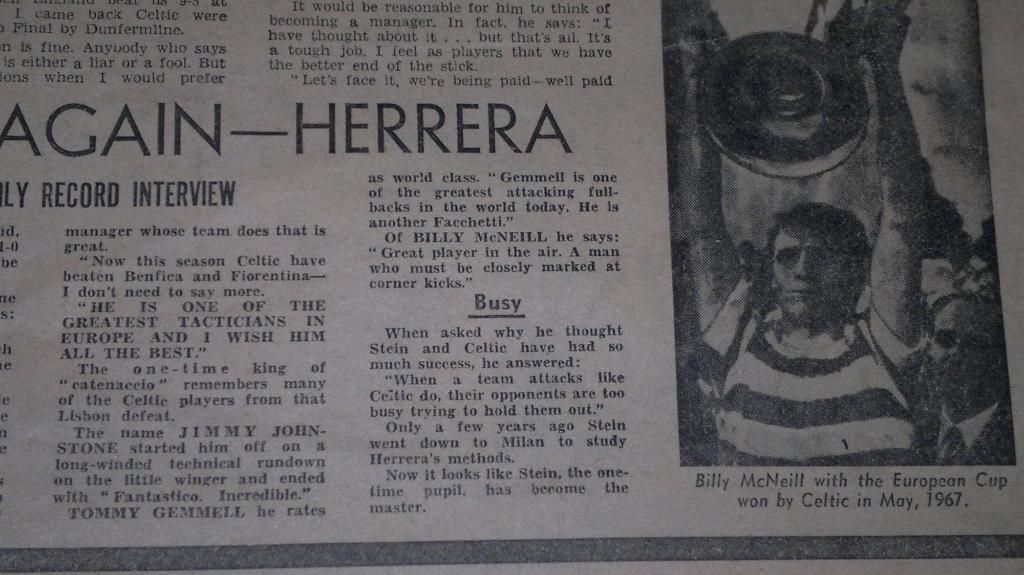 I came back Celtic were
Final by Dunfermline.
is fine. Anybody who says
is either a liar or a fool. But
when I would prefer
It would be reasonable for him to think of
becoming a manager. In fact, he says: "I
have thought about it . . . but that's all. It's
a tough job. I feel as players that we have
the better end of the stick.
"Let's face it, we're being paid—well paid
AGAIN—HERRERA
ILY RECORD INTERVIEW
id,
1-0
be
ne
s:
manager whose team does that is
great.
"Now this season Celtic have
beaten Benfica and Fiorentina—
I don't need to say more.
"HE IS ONE OF THE
GREATEST TACTICIANS IN
EUROPE AND I WISH HIM
ALL THE BEST."
The one-time king of
"catenaccio" remembers many
of the Celtic players from that
Lisbon defeat.
The name JIMMY JOHN-
STONE started him off on a
long-winded technical rundown
on the little winger and ended
with "Fantastico. Incredible."
TOMMY GEMMELL he rates
as world class. "Gemmell is one
of the greatest attacking full-
backs in the world today. He is
another Facchetti."
Of BILLY McNEILL he says:
"Great player in the air. A man
who must be closely marked at
corner kicks."
Busy
When asked why he thought
Stein and Celtic have had so
much success, he answered:
"When a team attacks like
Celtic do, their opponents are too
busy trying to hold them out."
Only a few years ago Stein
went down to Milan to study
Herrera's methods.
Now it looks like Stein, the one-
time pupil, has become the
master.
Billy McNeill with the European Cup
won by Celtic in May, 1967.